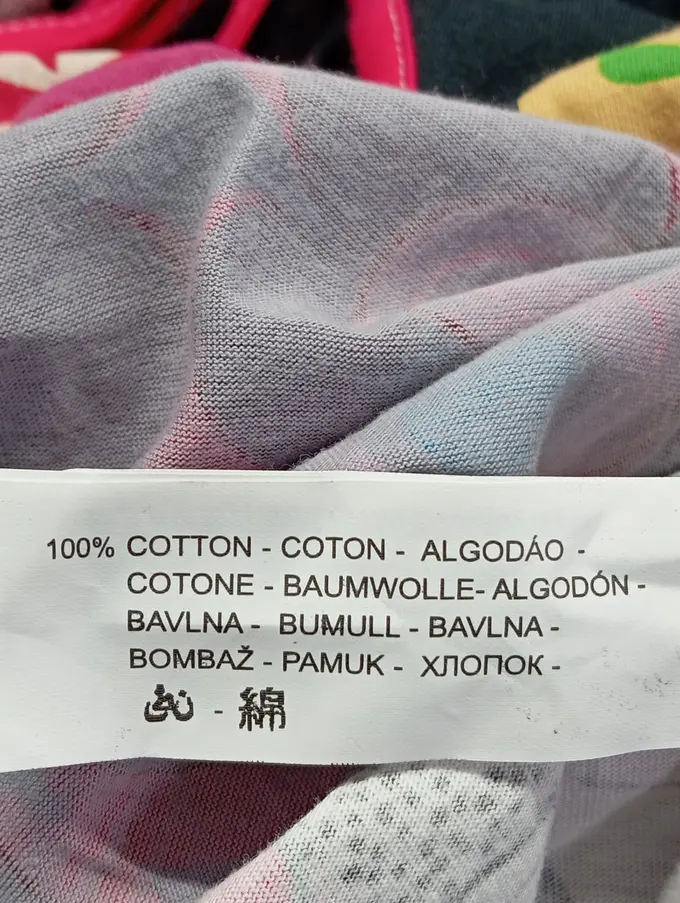 100% COTTON - COTON - ALGODÁO -
COTONE - BAUMWOLLE- ALGODÓN -
BAVLNA - BUMULL - BAVLNA -
BOMBAŽ - PAMUK - ХЛОПОК -
- 綿